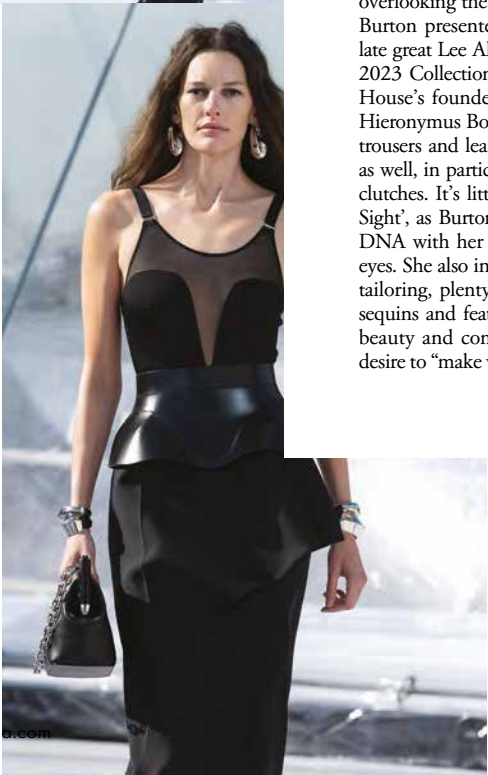 overlooking the
Burton presente
late great Lee Al
2023 Collection
House's founde
Hieronymus Bo
trousers and lea
as well, in partic
clutches. It's litt
Sight', as Burton
DNA with her
eyes. She also in
tailoring, plenty
sequins and feat
beauty and con
desire to "make
a.com